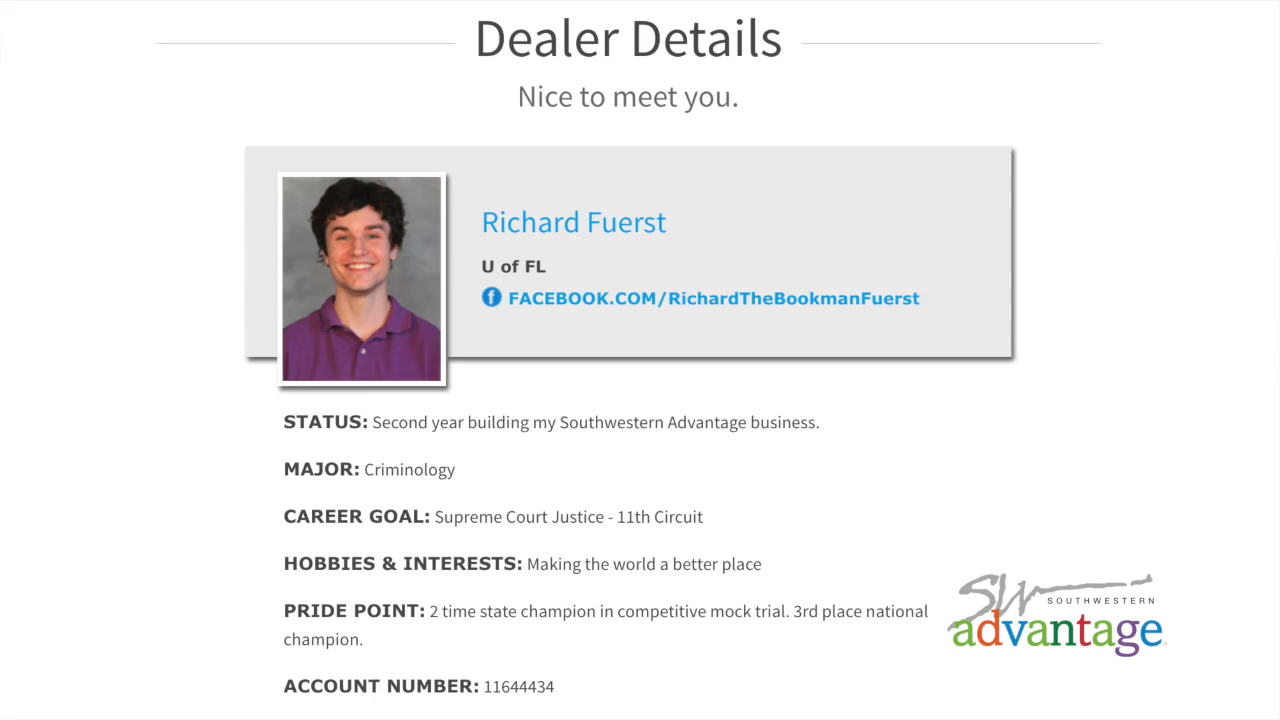 Dealer Details
Nice to meet you.
Richard Fuerst
U of FL
f FACEBOOK.COM/RichardTheBookmanFuerst
STATUS: Second year building my Southwestern Advantage business.
MAJOR: Criminology
CAREER GOAL: Supreme Court Justice - 11th Circuit
HOBBIES & INTERESTS: Making the world a better place
PRIDE POINT: 2 time state champion in competitive mock trial. 3rd place national
champion.
SW SOUTHWESTERN
advantage
ACCOUNT NUMBER: 11644434